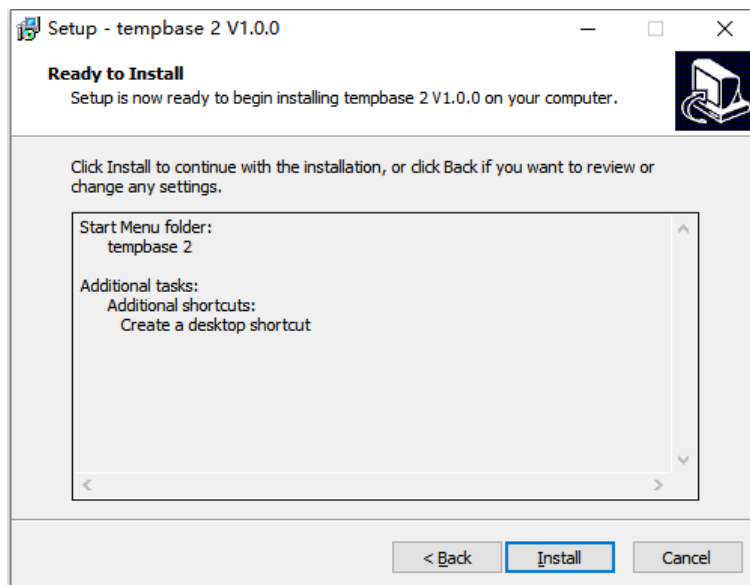 Setup - tempbase 2 V1.0.0
Ready to Install
Setup is now ready to begin installing tempbase 2 V1.0.0 on your computer.
Click Install to continue with the installation, or click Back if you want to review or
change any settings.
Start Menu folder:
tempbase 2
Additional tasks:
Additional shortcuts:
Create a desktop shortcut
< Back
Install
Cancel